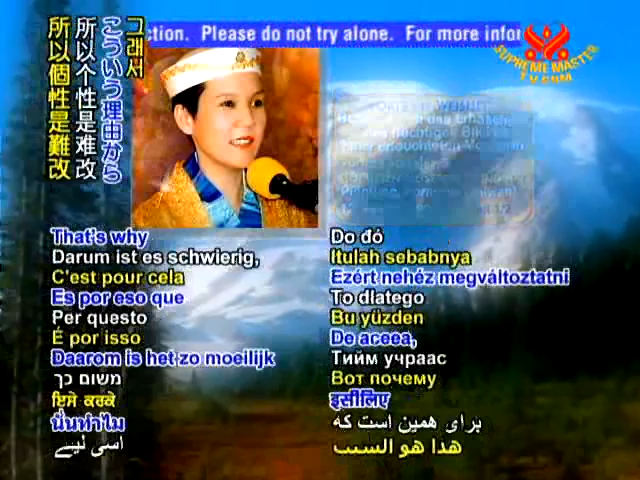 ction. Please do not try alone. For more infor
SUPREME MASTER
TV.COM
그래서
こういう理由から
所以个性是难改
所以個性是難改
That's why
Darum ist es schwierig,
C'est pour cela
Es por eso que
Per questo
É por isso
Daarom is het zo moeilijk
משום כך
ਇਸੇ ਕਰਕੇ
นั่นทำไม
اسی لیے
Do đó
Itulah sebabnya
Ezért nehéz megváltoztatni
To dlatego
Bu yüzden
De aceea,
Тийм учраас
Вот почему
इसीलिए
برای همین است که
هذا هو السبب